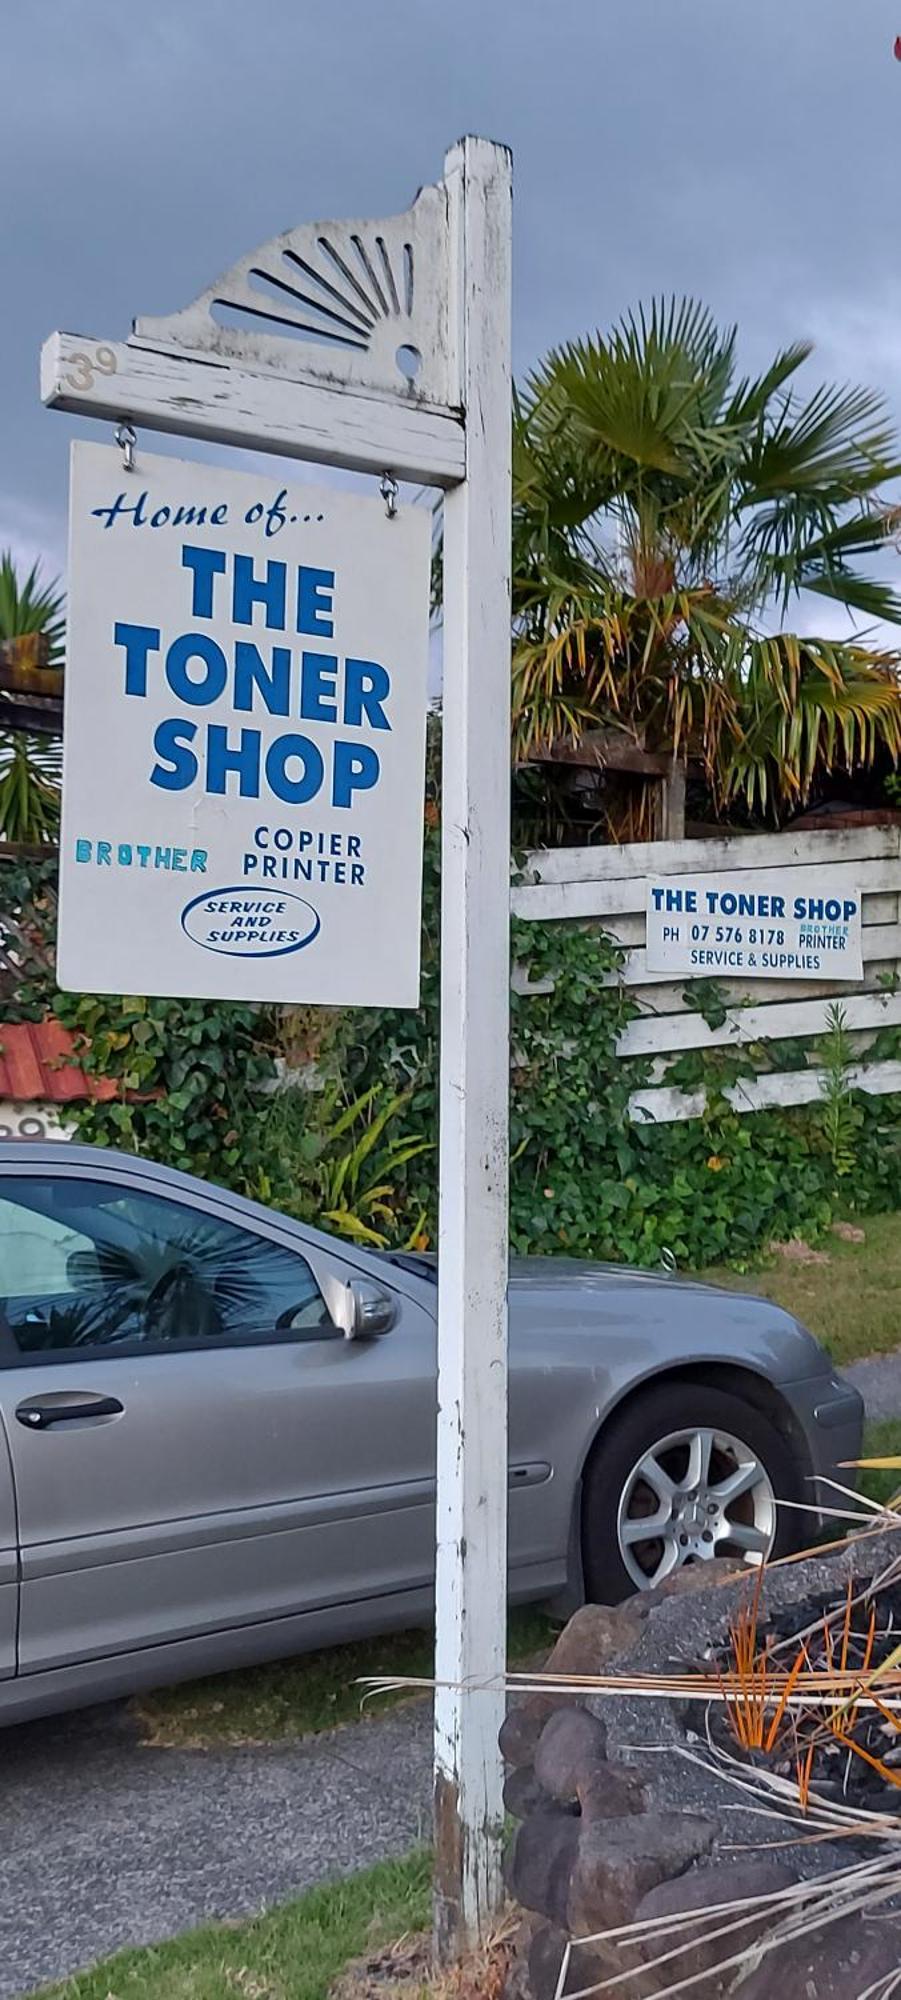 39
Home of...
THE
TONER
SHOP
BROTHER
COPIER
PRINTER
SERVICE
AND
SUPPLIES
THE TONER SHOP
PH 07 576 8178
BROTHER
PRINTER
SERVICE & SUPPLIES